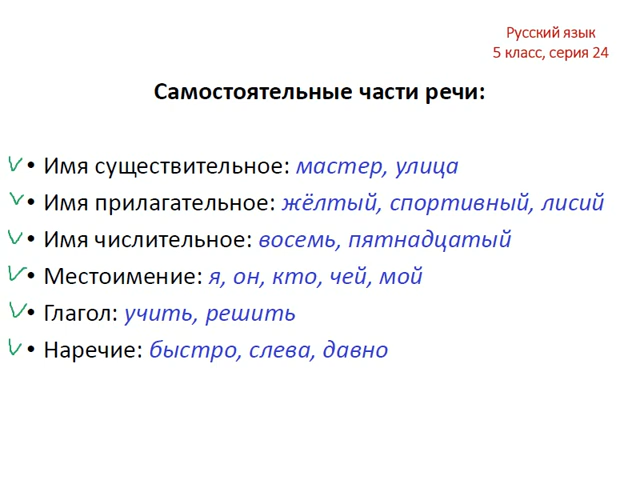 Русский язык
5 класс, серия 24
Самостоятельные части речи:
• Имя существительное: мастер, улица
• Имя прилагательное: жёлтый, спортивный, лисий
• Имя числительное: восемь, пятнадцатый
• Местоимение: я, он, кто, чей, мой
• Глагол: учить, решить
• Наречие: быстро, слева, давно